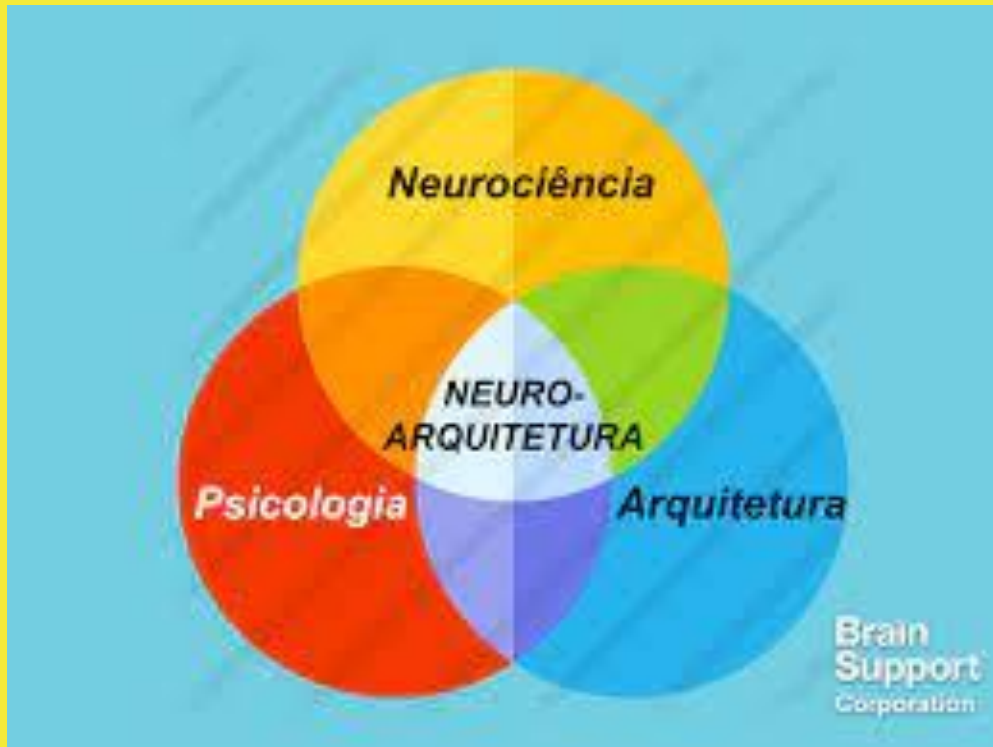 Neurociência
NEURO-
ARQUITETURA
Psicologia
Arquitetura
Brain
Support
Corporation